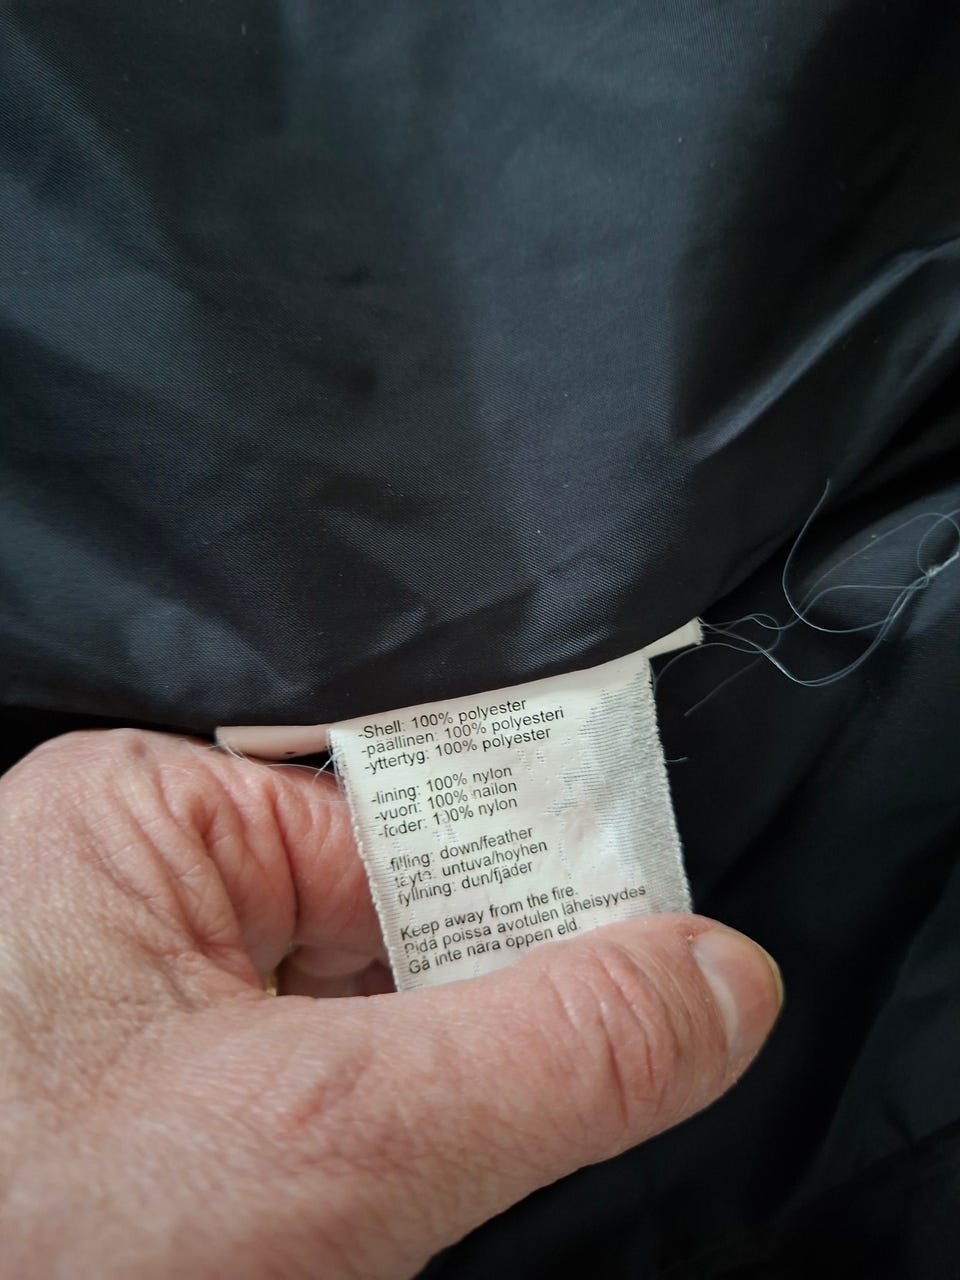 -Shell: 100% polyester
-päällinen: 100% polyesteri
-yttertyg: 100% polyester
-lining: 100% nylon
-vuori: 100% nailon
-foder: 100% nylon
filling: down/feather
täyte: untuva/hoyhen
fyllning: dun/fjäder
Keep away from the fire.
Pidä poissa avotulen läheisyydes
Gå inte nära öppen eld.